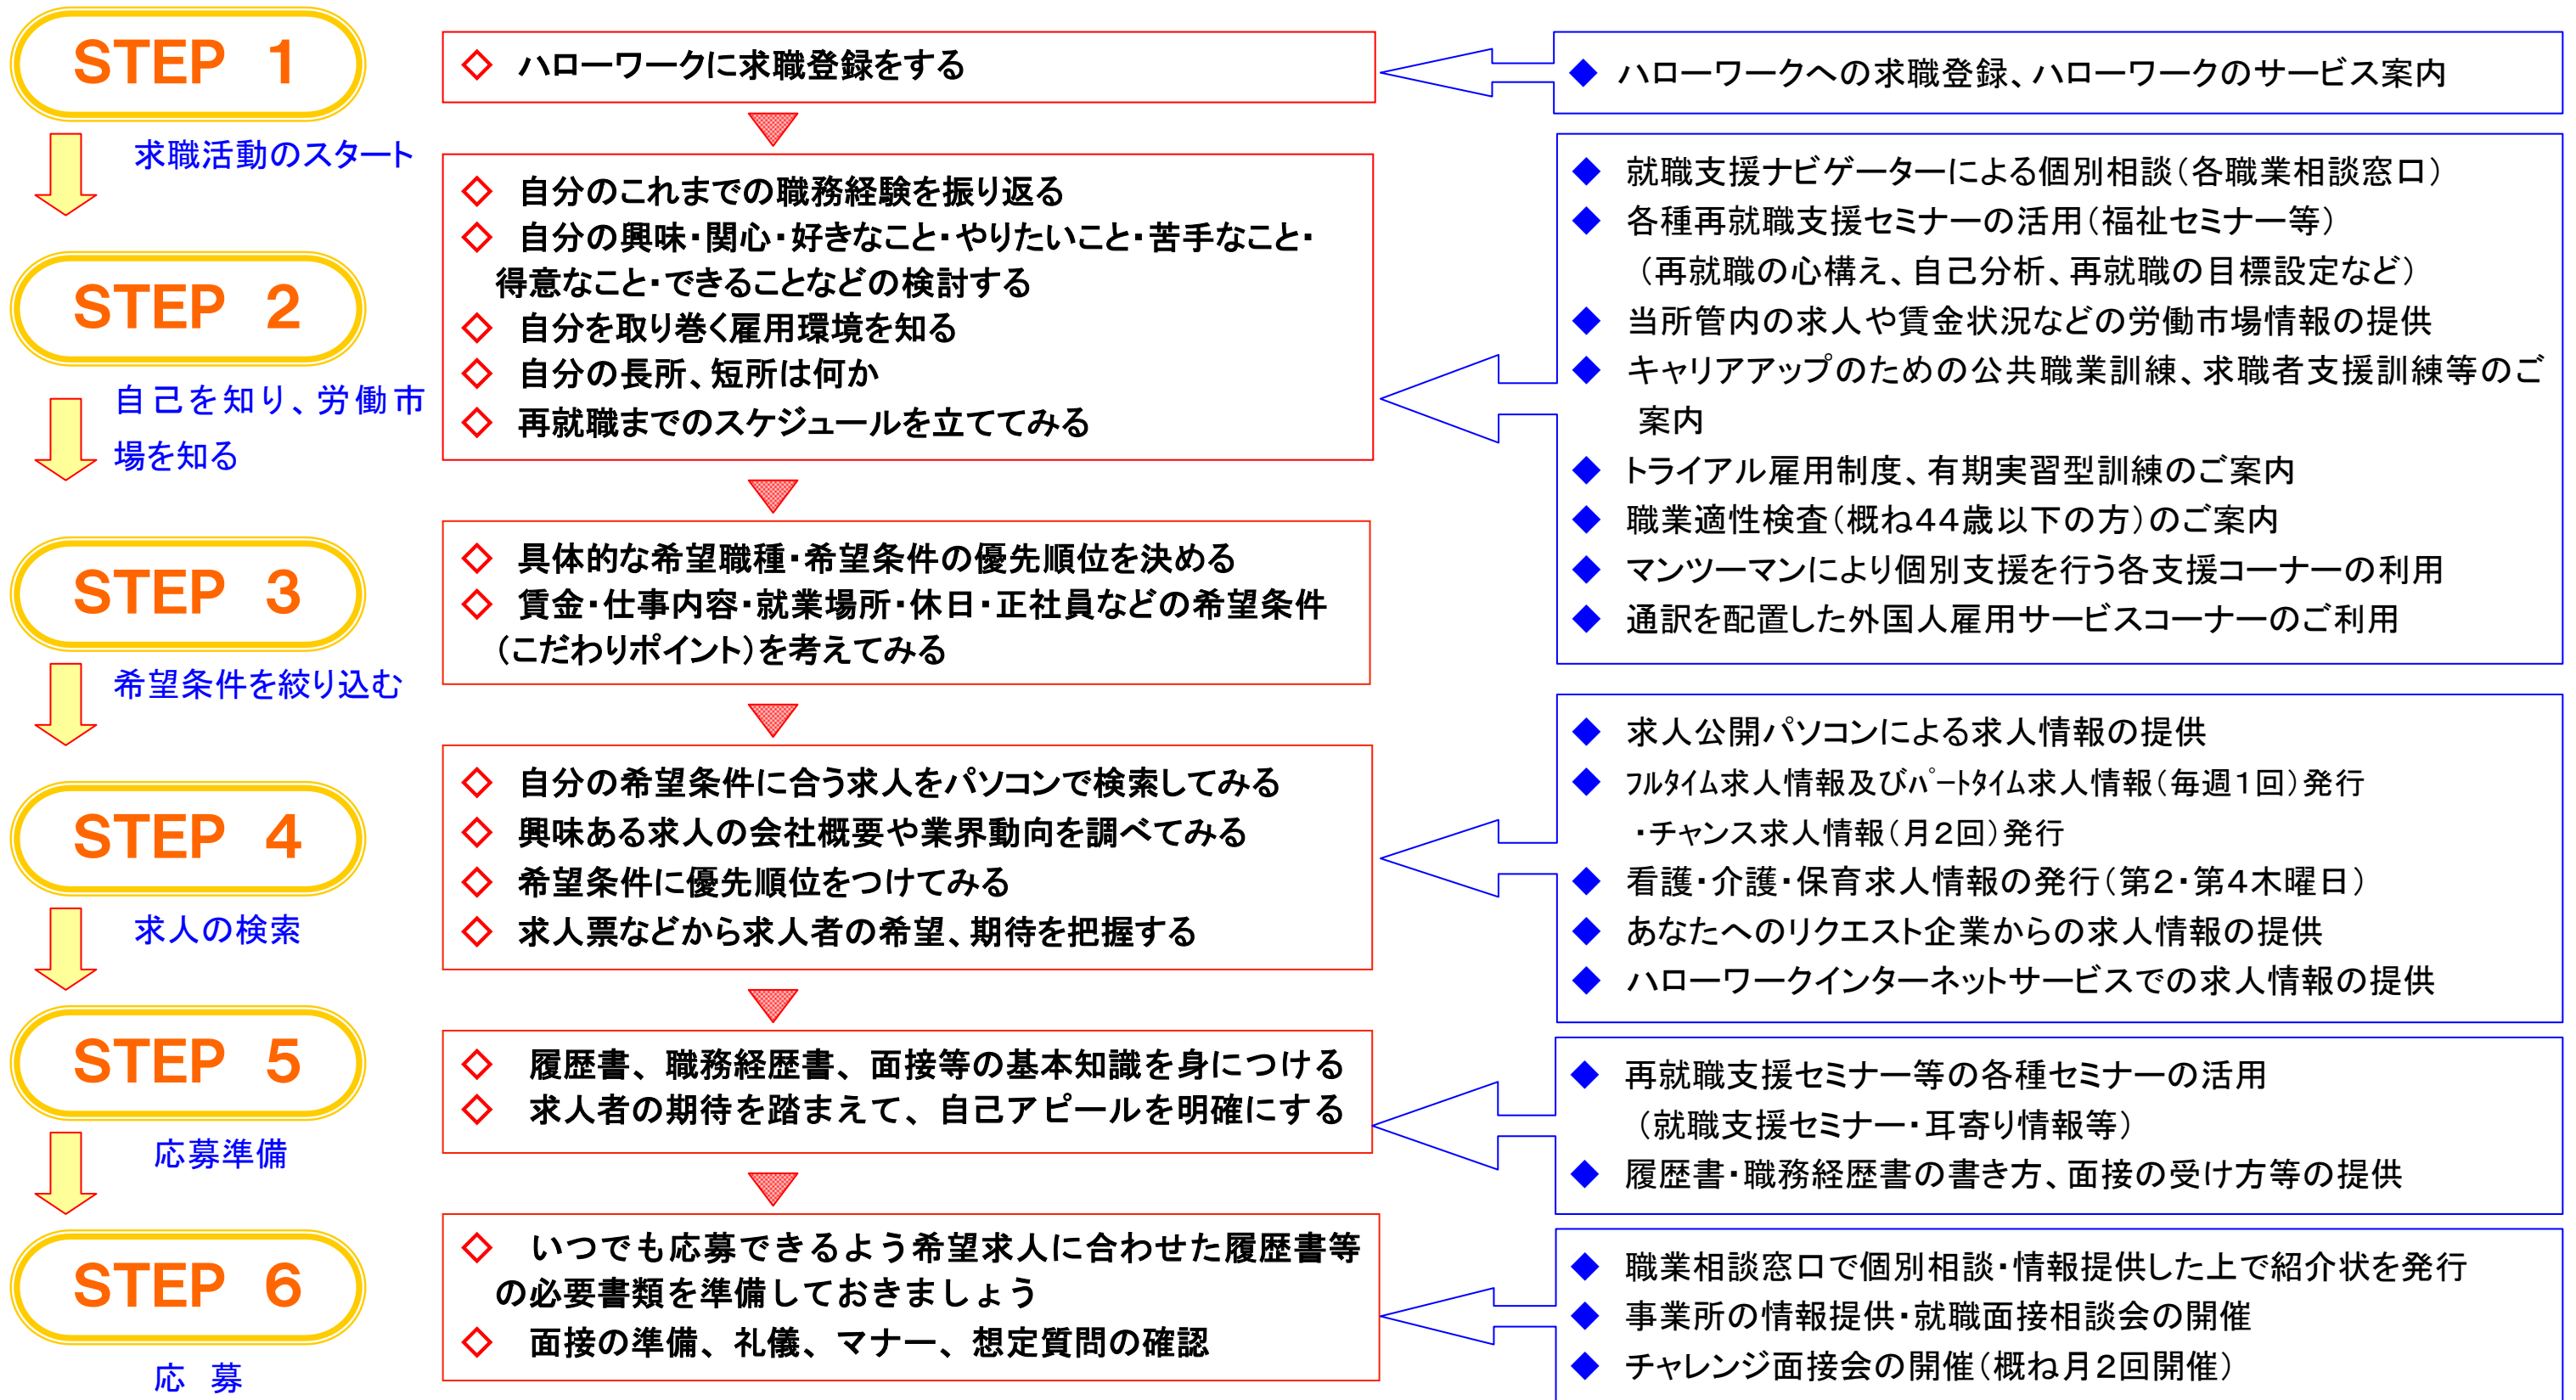 STEP 1
求職活動のスタート
◇ ハローワークに求職登録をする
◆ ハローワークへの求職登録、ハローワークのサービス案内
STEP 2
自己を知り、労働市
場を知る
◇ 自分のこれまでの職務経験を振り返る
◇ 自分の興味・関心・好きなこと・やりたいこと・苦手なこと・
得意なこと・できることなどの検討する
◇ 自分を取り巻く雇用環境を知る
◇ 自分の長所、短所は何か
◇ 再就職までのスケジュールを立ててみる
◆ 就職支援ナビゲーターによる個別相談(各職業相談窓口)
◆ 各種再就職支援セミナーの活用(福祉セミナー等)
(再就職の心構え、自己分析、再就職の目標設定など)
◆ 当所管内の求人や賃金状況などの労働市場情報の提供
◆ キャリアアップのための公共職業訓練、求職者支援訓練等のご
案内
◆ トライアル雇用制度、有期実習型訓練のご案内
◆ 職業適性検査(概ね44歳以下の方)のご案内
◆ マンツーマンにより個別支援を行う各支援コーナーの利用
◆ 通訳を配置した外国人雇用サービスコーナーのご利用
STEP 3
希望条件を絞り込む
◇ 具体的な希望職種・希望条件の優先順位を決める
◇ 賃金・仕事内容・就業場所・休日・正社員などの希望条件
(こだわりポイント)を考えてみる
STEP 4
求人の検索
◇ 自分の希望条件に合う求人をパソコンで検索してみる
◇ 興味ある求人の会社概要や業界動向を調べてみる
◇ 希望条件に優先順位をつけてみる
◇ 求人票などから求人者の希望、期待を把握する
◆ 求人公開パソコンによる求人情報の提供
◆ ﾌﾙﾀｲﾑ求人情報及びﾊﾟｰﾄﾀｲﾑ求人情報(毎週1回)発行
・チャンス求人情報(月2回)発行
◆ 看護・介護・保育求人情報の発行(第2・第4木曜日)
◆ あなたへのリクエスト企業からの求人情報の提供
◆ ハローワークインターネットサービスでの求人情報の提供
STEP 5
応募準備
◇ 履歴書、職務経歴書、面接等の基本知識を身につける
◇ 求人者の期待を踏まえて、自己アピールを明確にする
◆ 再就職支援セミナー等の各種セミナーの活用
(就職支援セミナー・耳寄り情報等)
◆ 履歴書・職務経歴書の書き方、面接の受け方等の提供
STEP 6
応 募
◇ いつでも応募できるよう希望求人に合わせた履歴書等
の必要書類を準備しておきましょう
◇ 面接の準備、礼儀、マナー、想定質問の確認
◆ 職業相談窓口で個別相談・情報提供した上で紹介状を発行
◆ 事業所の情報提供・就職面接相談会の開催
◆ チャレンジ面接会の開催(概ね月2回開催)